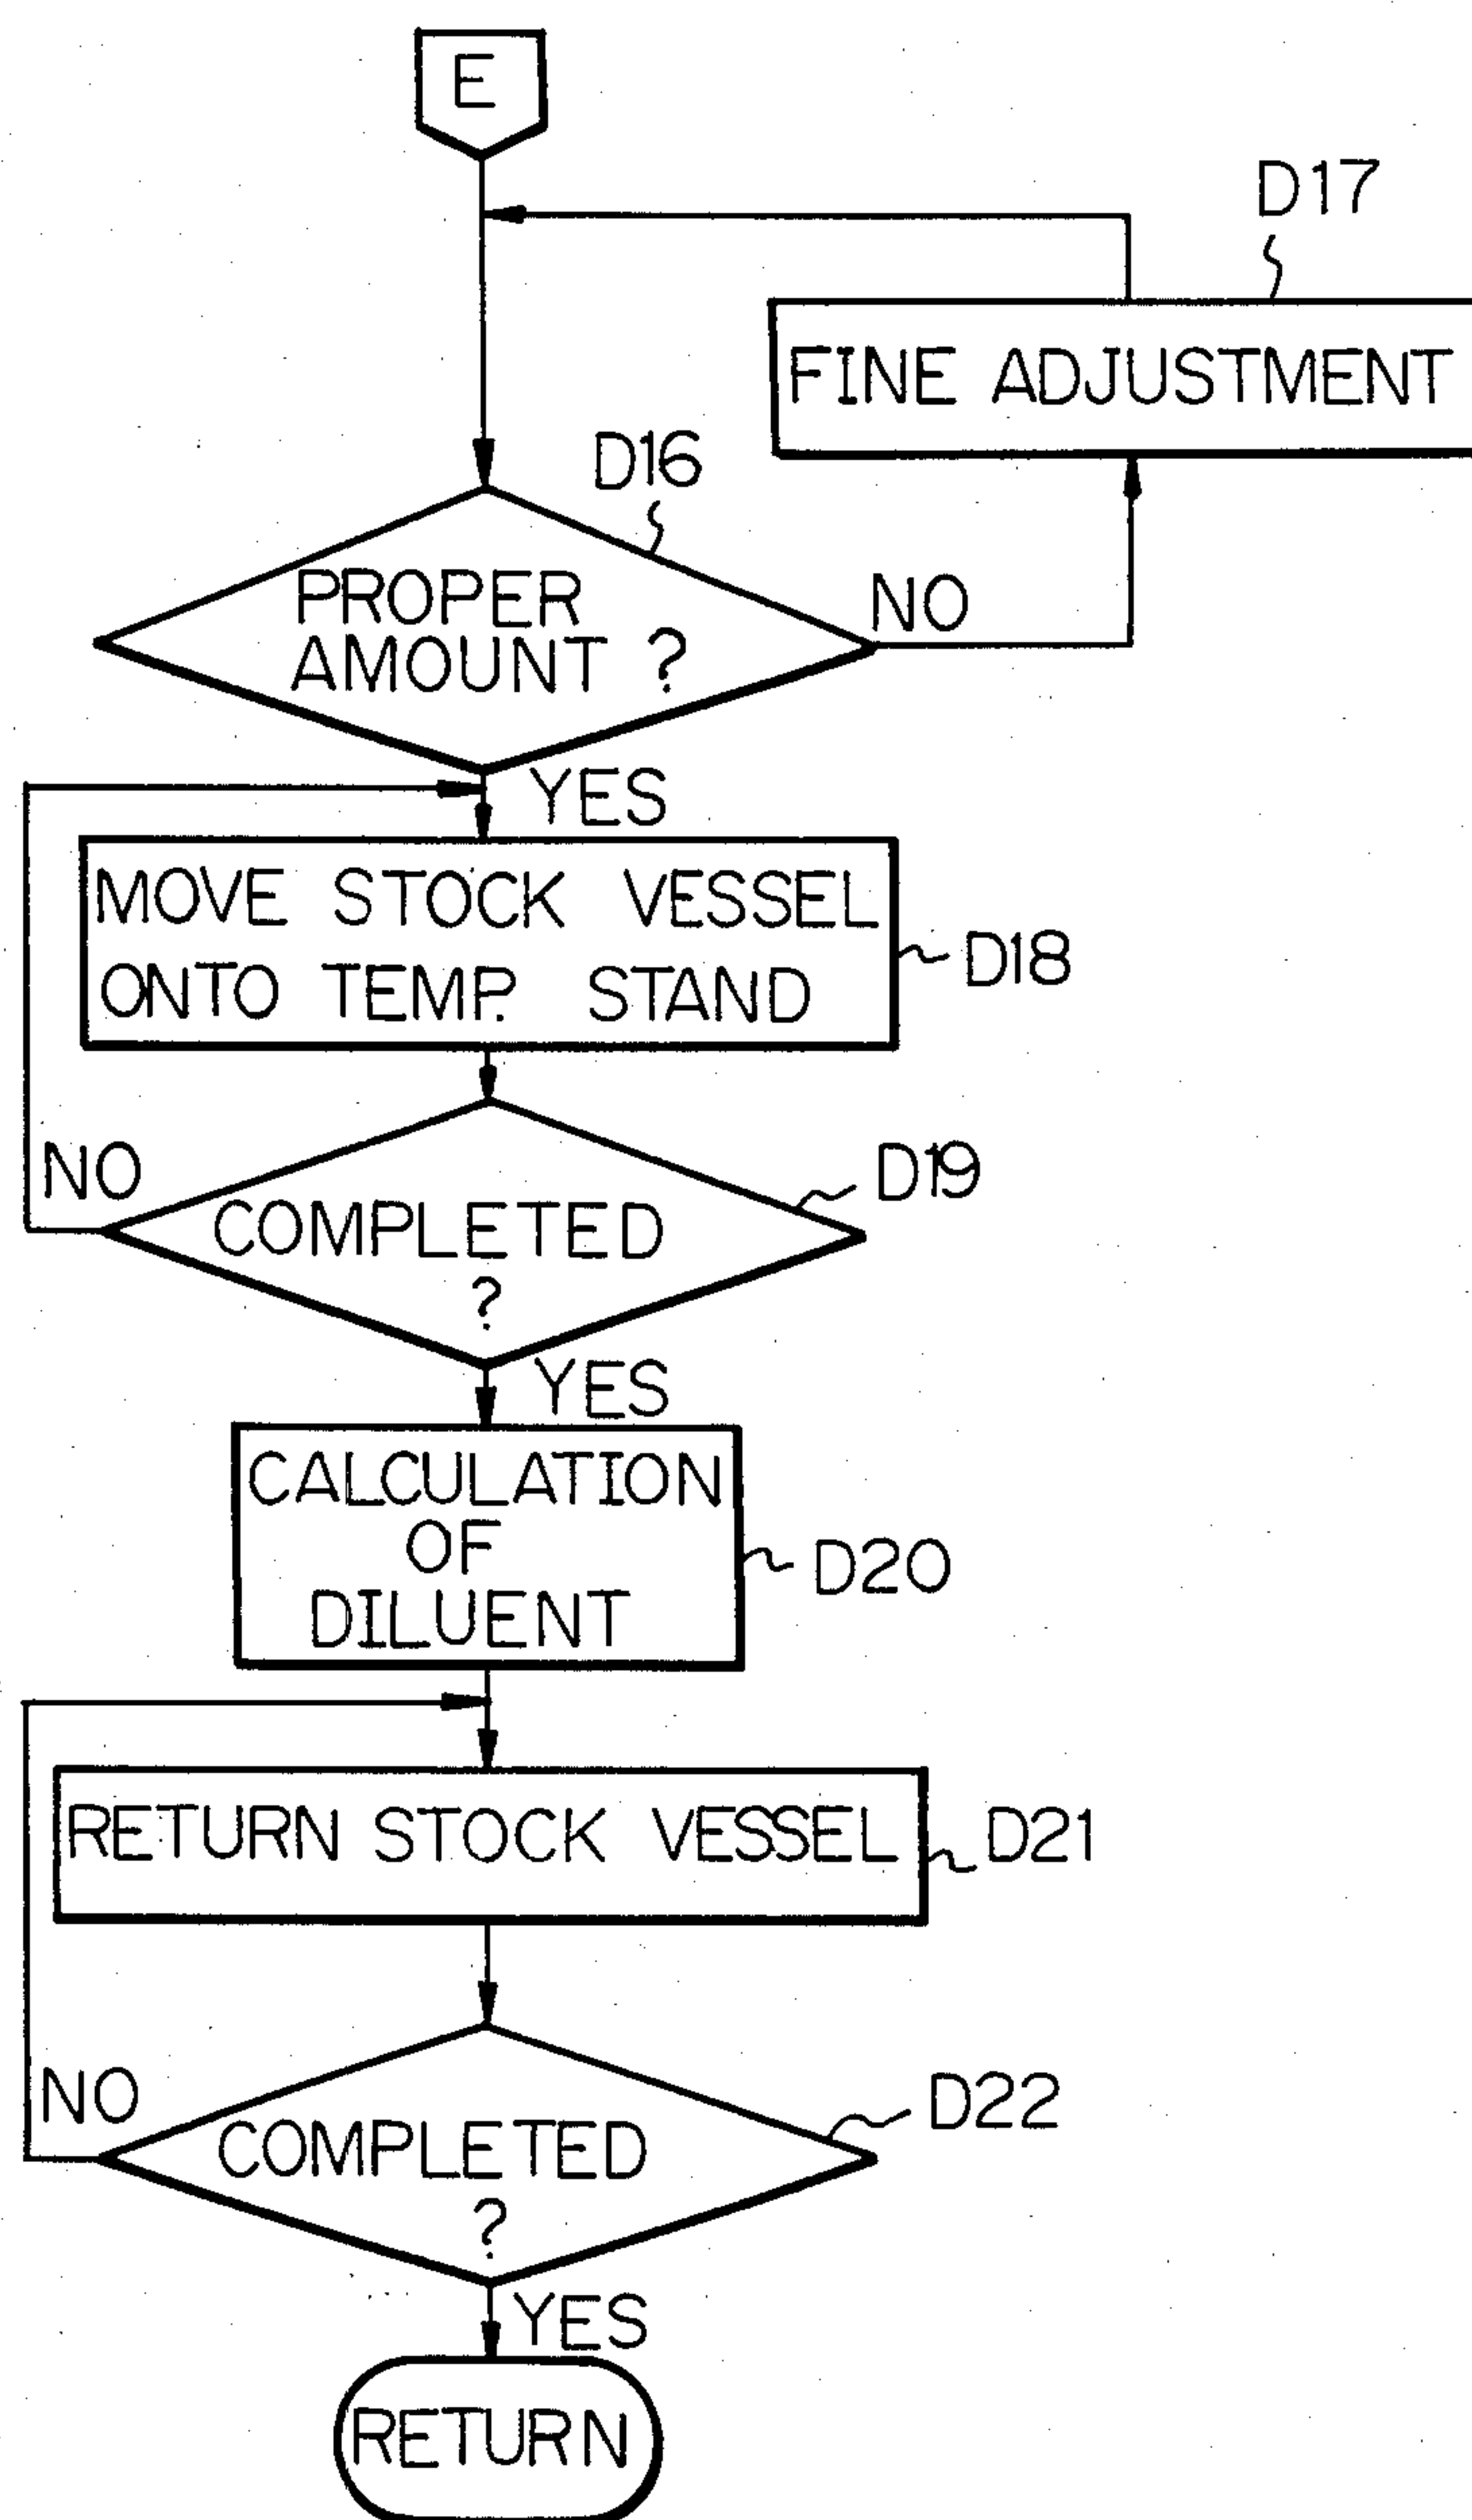 E
D17
FINE ADJUSTMENT
D16
PROPER
AMOUNT ?
NO
YES
MOVE STOCK VESSEL
ONTO TEMP. STAND
D18
NO
D19
COMPLETED
?
YES
CALCULATION
OF
DILUENT
D20
RETURN STOCK VESSEL
D21
NO
D22
COMPLETED
?
YES
RETURN